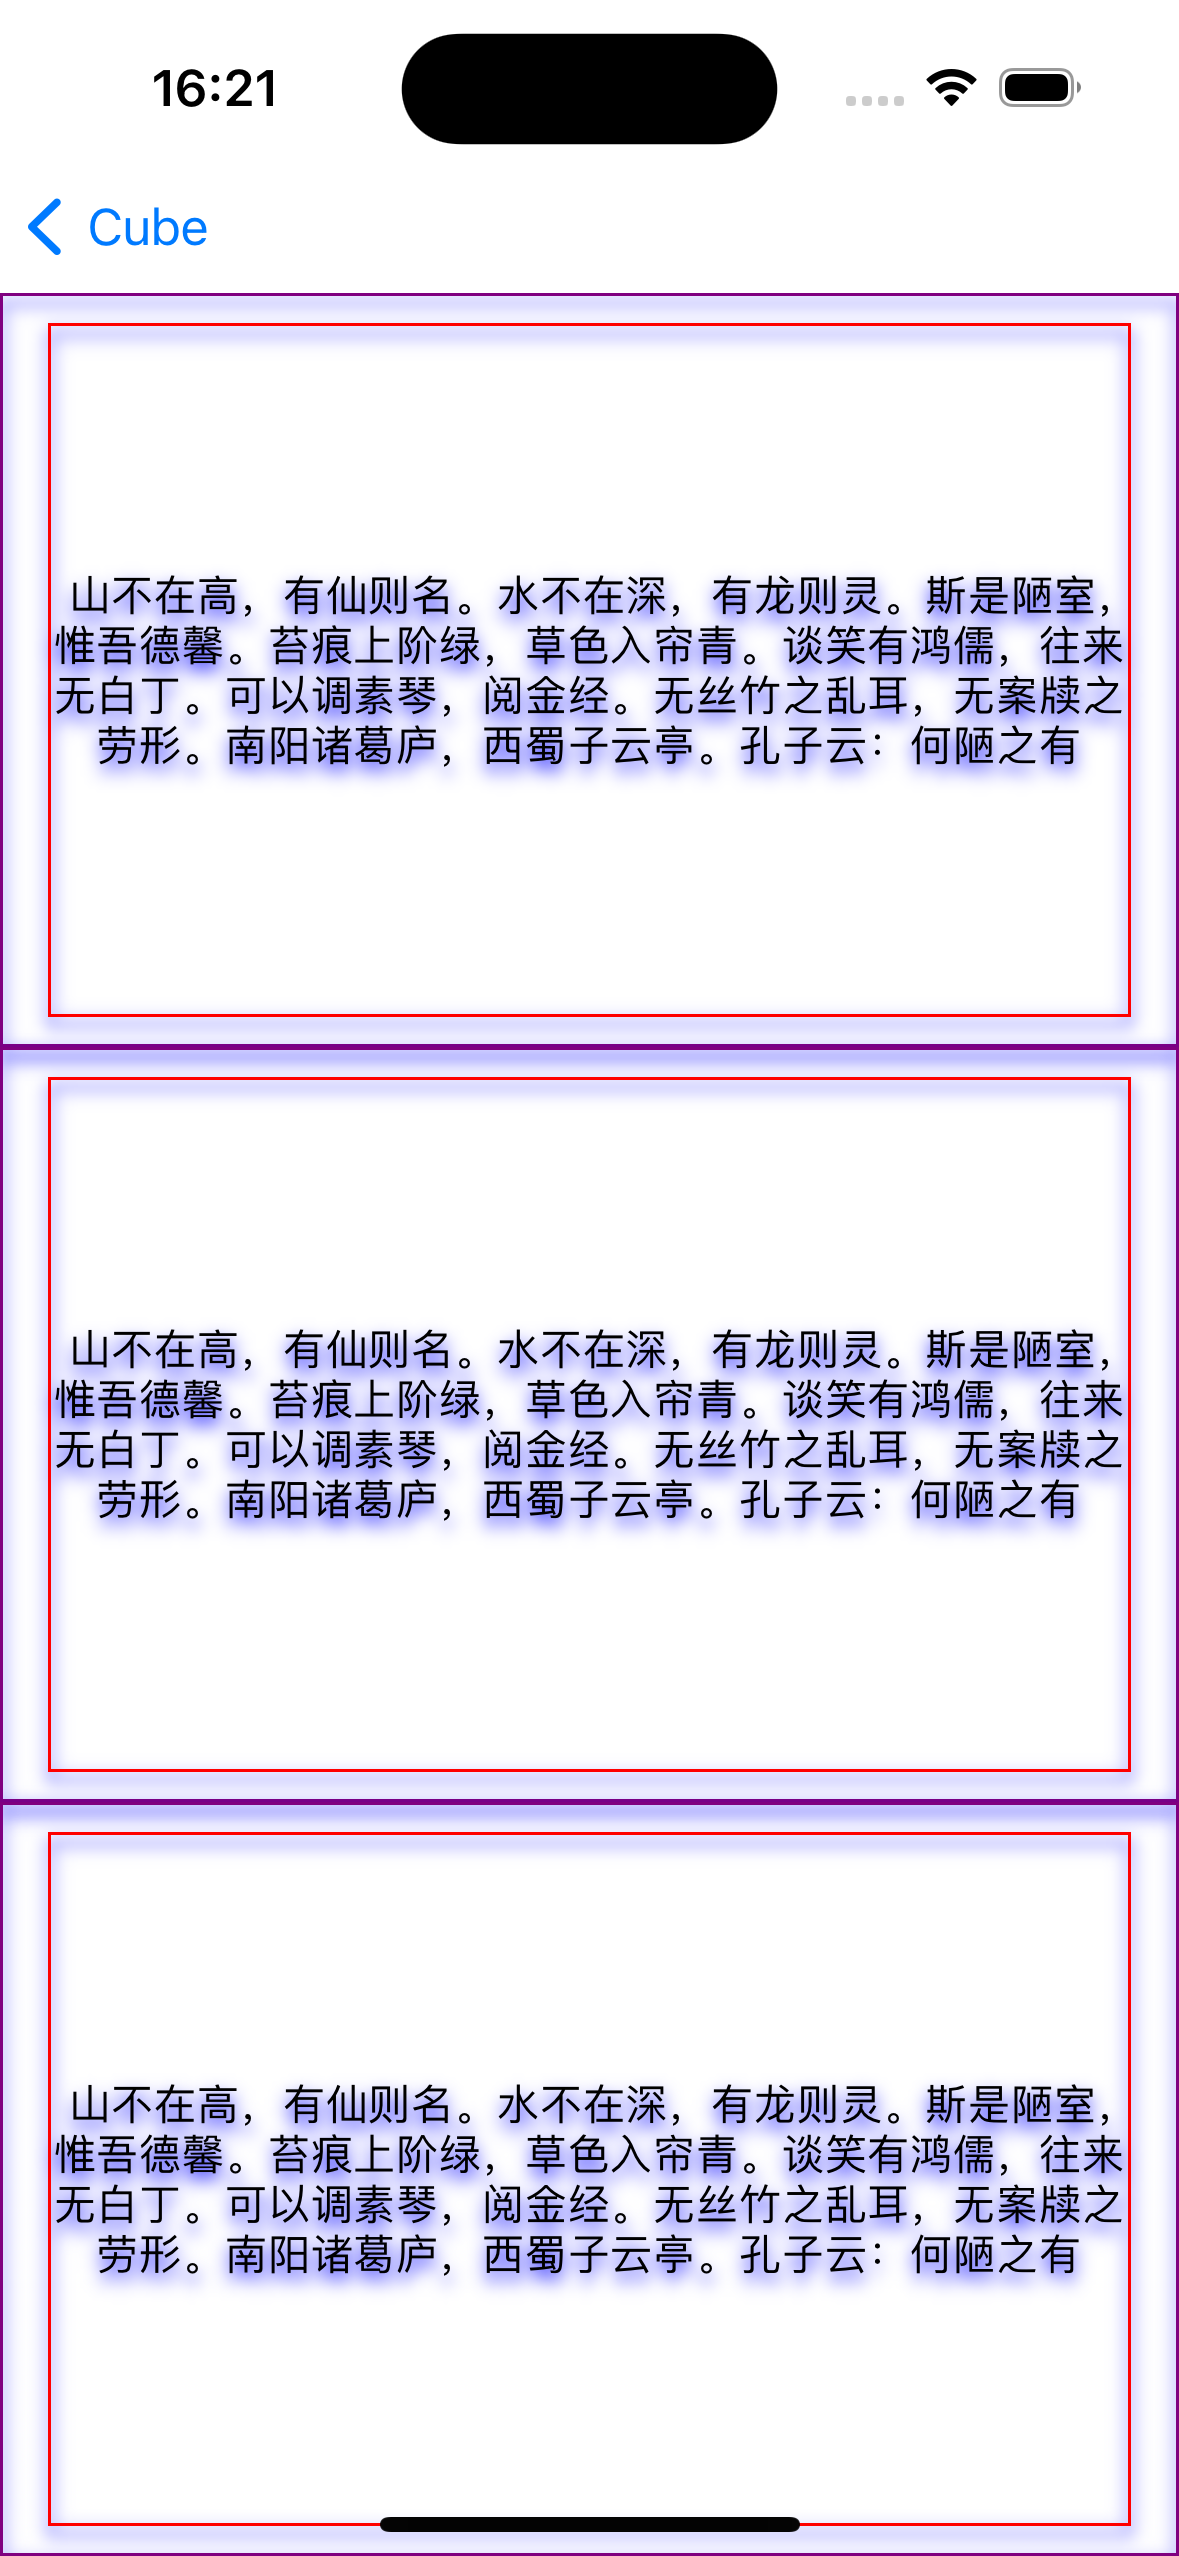 16:21
Cube
山不在高，有仙则名。水不在深，有龙则灵。斯是陋室，
惟吾德馨。苔痕上阶绿，草色入帘青。谈笑有鸿儒，往来
无白丁。可以调素琴，阅金经。无丝竹之乱耳，无案牍之
劳形。南阳诸葛庐，西蜀子云亭。孔子云：何陋之有
山不在高，有仙则名。水不在深，有龙则灵。斯是陋室，
惟吾德馨。苔痕上阶绿，草色入帘青。谈笑有鸿儒，往来
无白丁。可以调素琴，阅金经。无丝竹之乱耳，无案牍之
劳形。南阳诸葛庐，西蜀子云亭。孔子云：何陋之有
山不在高，有仙则名。水不在深，有龙则灵。斯是陋室，
惟吾德馨。苔痕上阶绿，草色入帘青。谈笑有鸿儒，往来
无白丁。可以调素琴，阅金经。无丝竹之乱耳，无案牍之
劳形。南阳诸葛庐，西蜀子云亭。孔子云：何陋之有